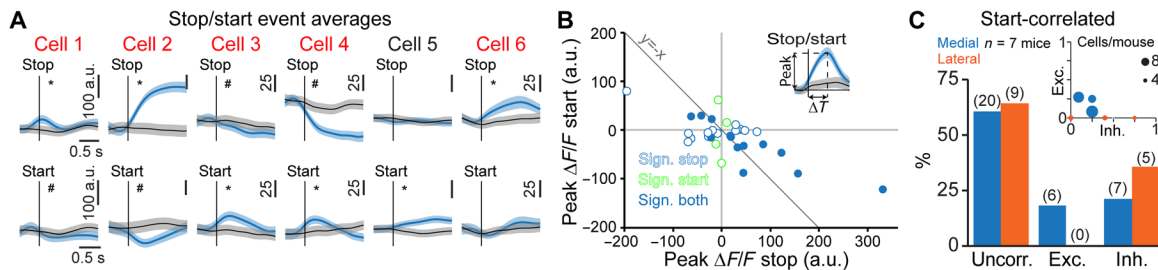 A
Stop/start event averages
Cell 1 Cell 2 Cell 3 Cell 4 Cell 5 Cell 6
Stop Stop Stop Stop Stop Stop
* * # # *
100 a.u. 25 25
0.5 s
Start Start Start Start Start Start
# # * * *
100 a.u. 25 25
0.5 s
B
Peak ΔF/F start (a.u.)
200
100
0
−100
−200
−200 −100 0 100 200 300
Peak ΔF/F stop (a.u.)
y=-x
Stop/start
Peak
ΔT
Sign. stop
Sign. start
Sign. both
C
Start-correlated
Medial n = 7 mice
Lateral
Cells/mouse
8
4
Exc.
1
0
0 1
Inh.
%
75
50
25
0
(20) (9)
(6) (0)
(7) (5)
Uncorr. Exc. Inh.